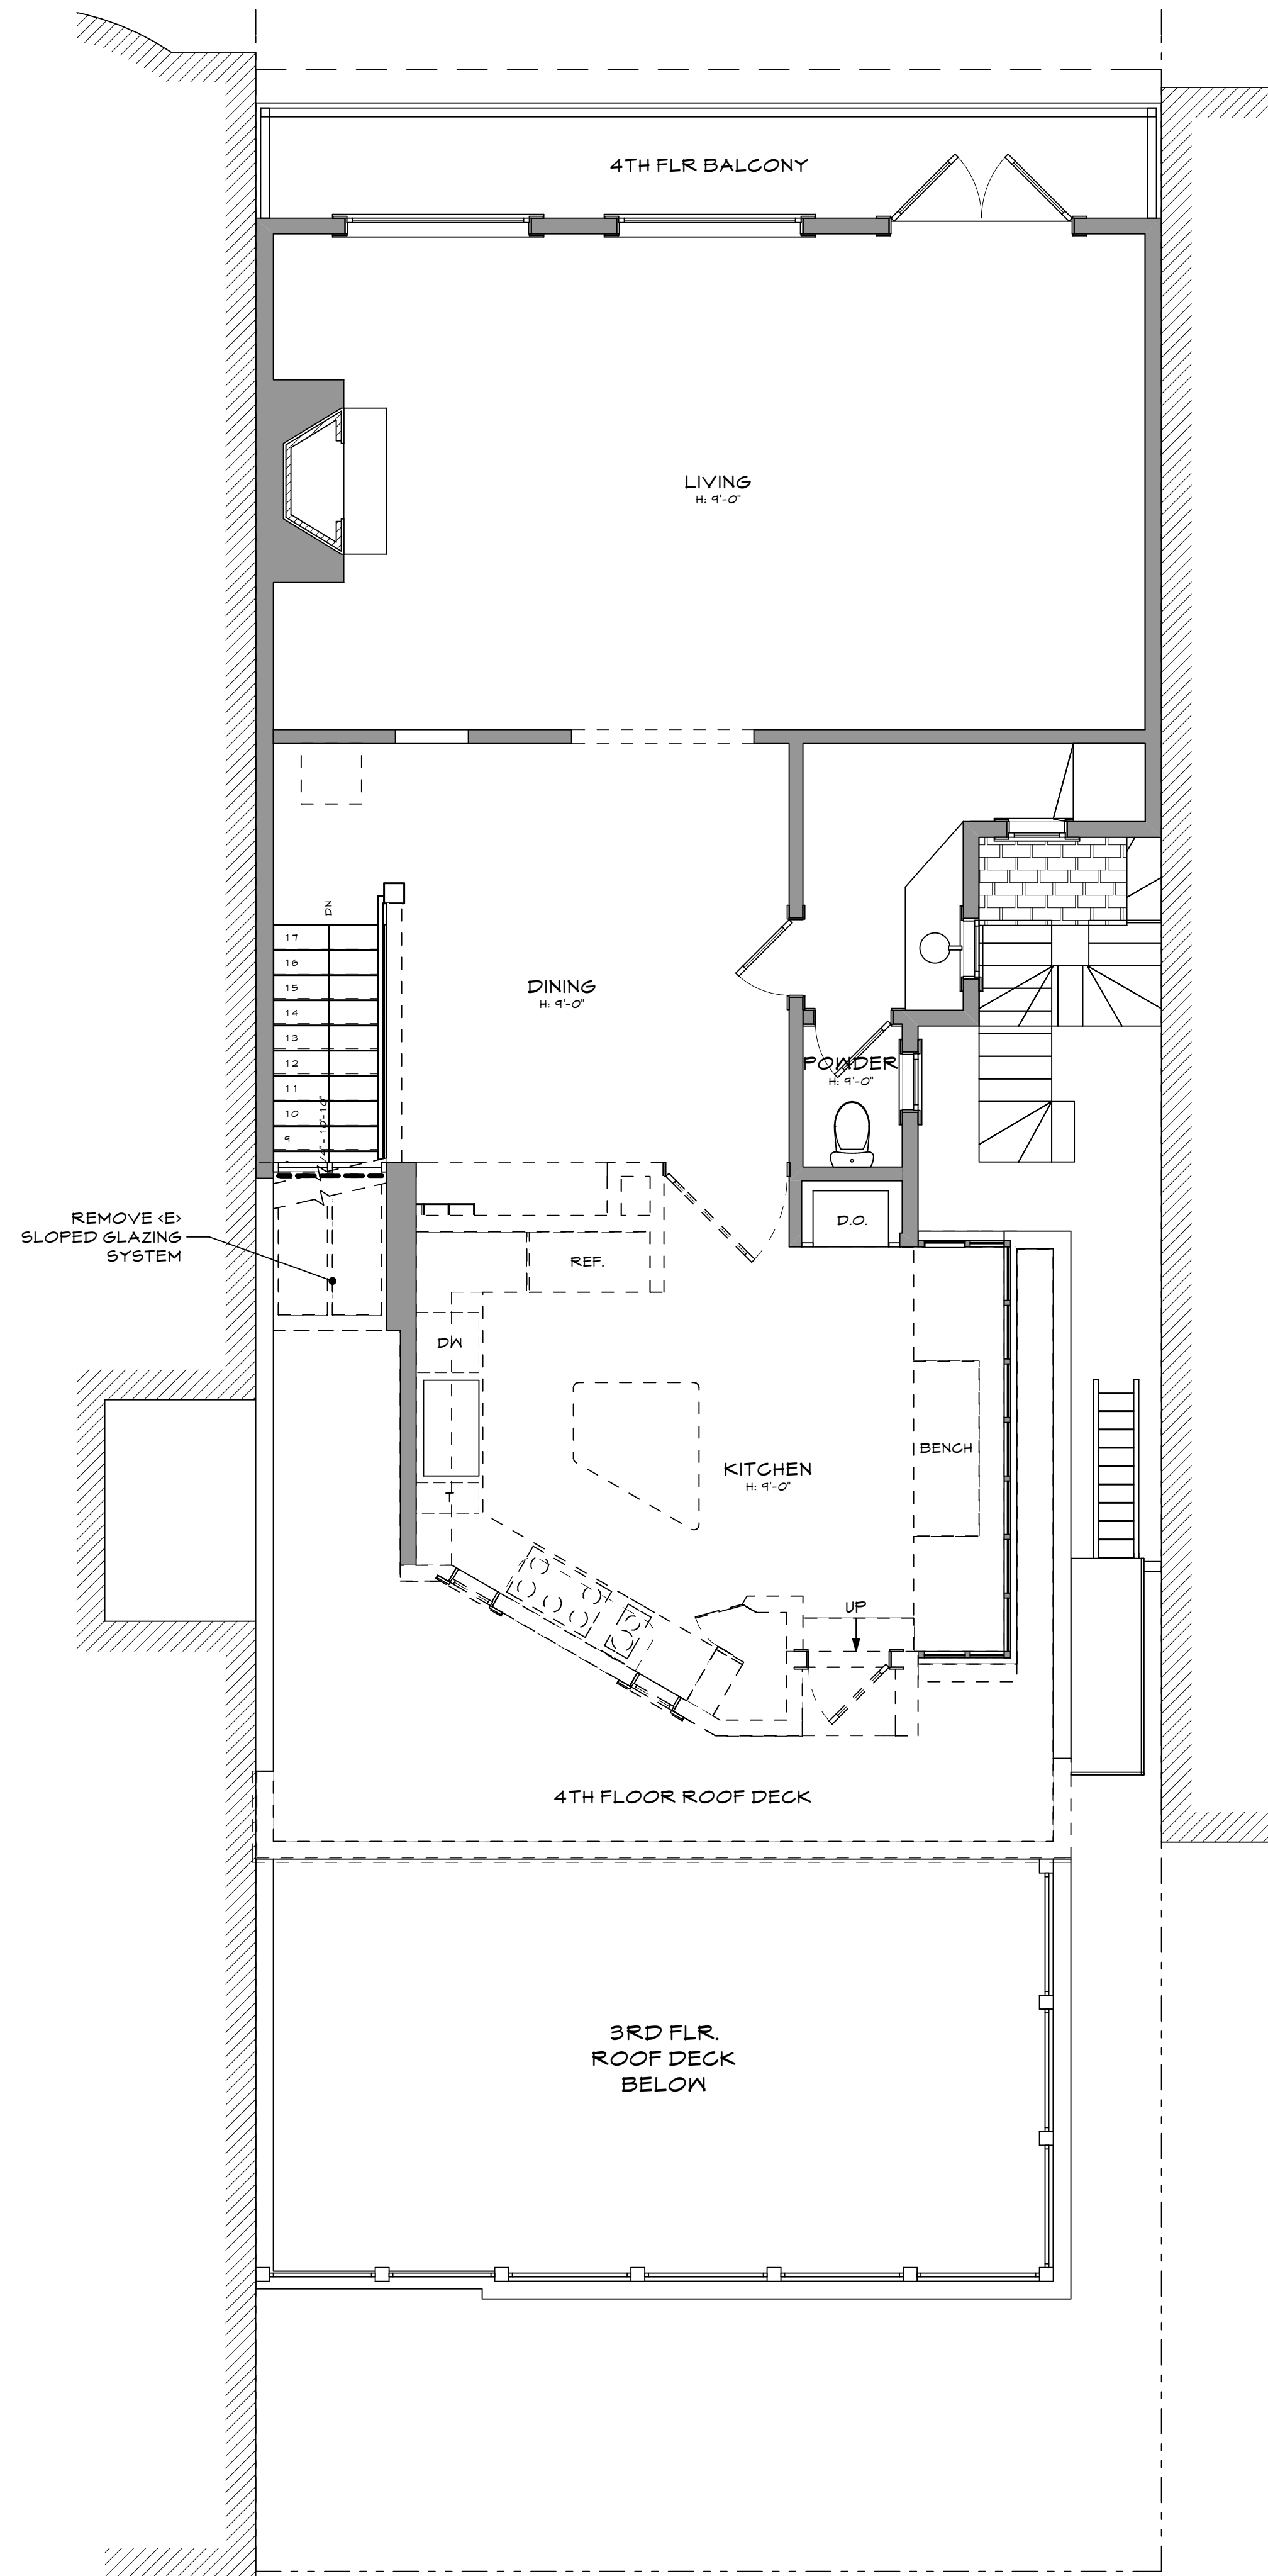 4TH FLR BALCONY
LIVING
H: 9'-0"
DN
17
16
15
14
13
12
11
10
9
DINING
H: 9'-0"
POWDER
H: 9'-0"
REMOVE <E>
SLOPED GLAZING
SYSTEM
D.O.
REF.
DW
T
KITCHEN
H: 9'-0"
BENCH
UP
4TH FLOOR ROOF DECK
3RD FLR.
ROOF DECK
BELOW